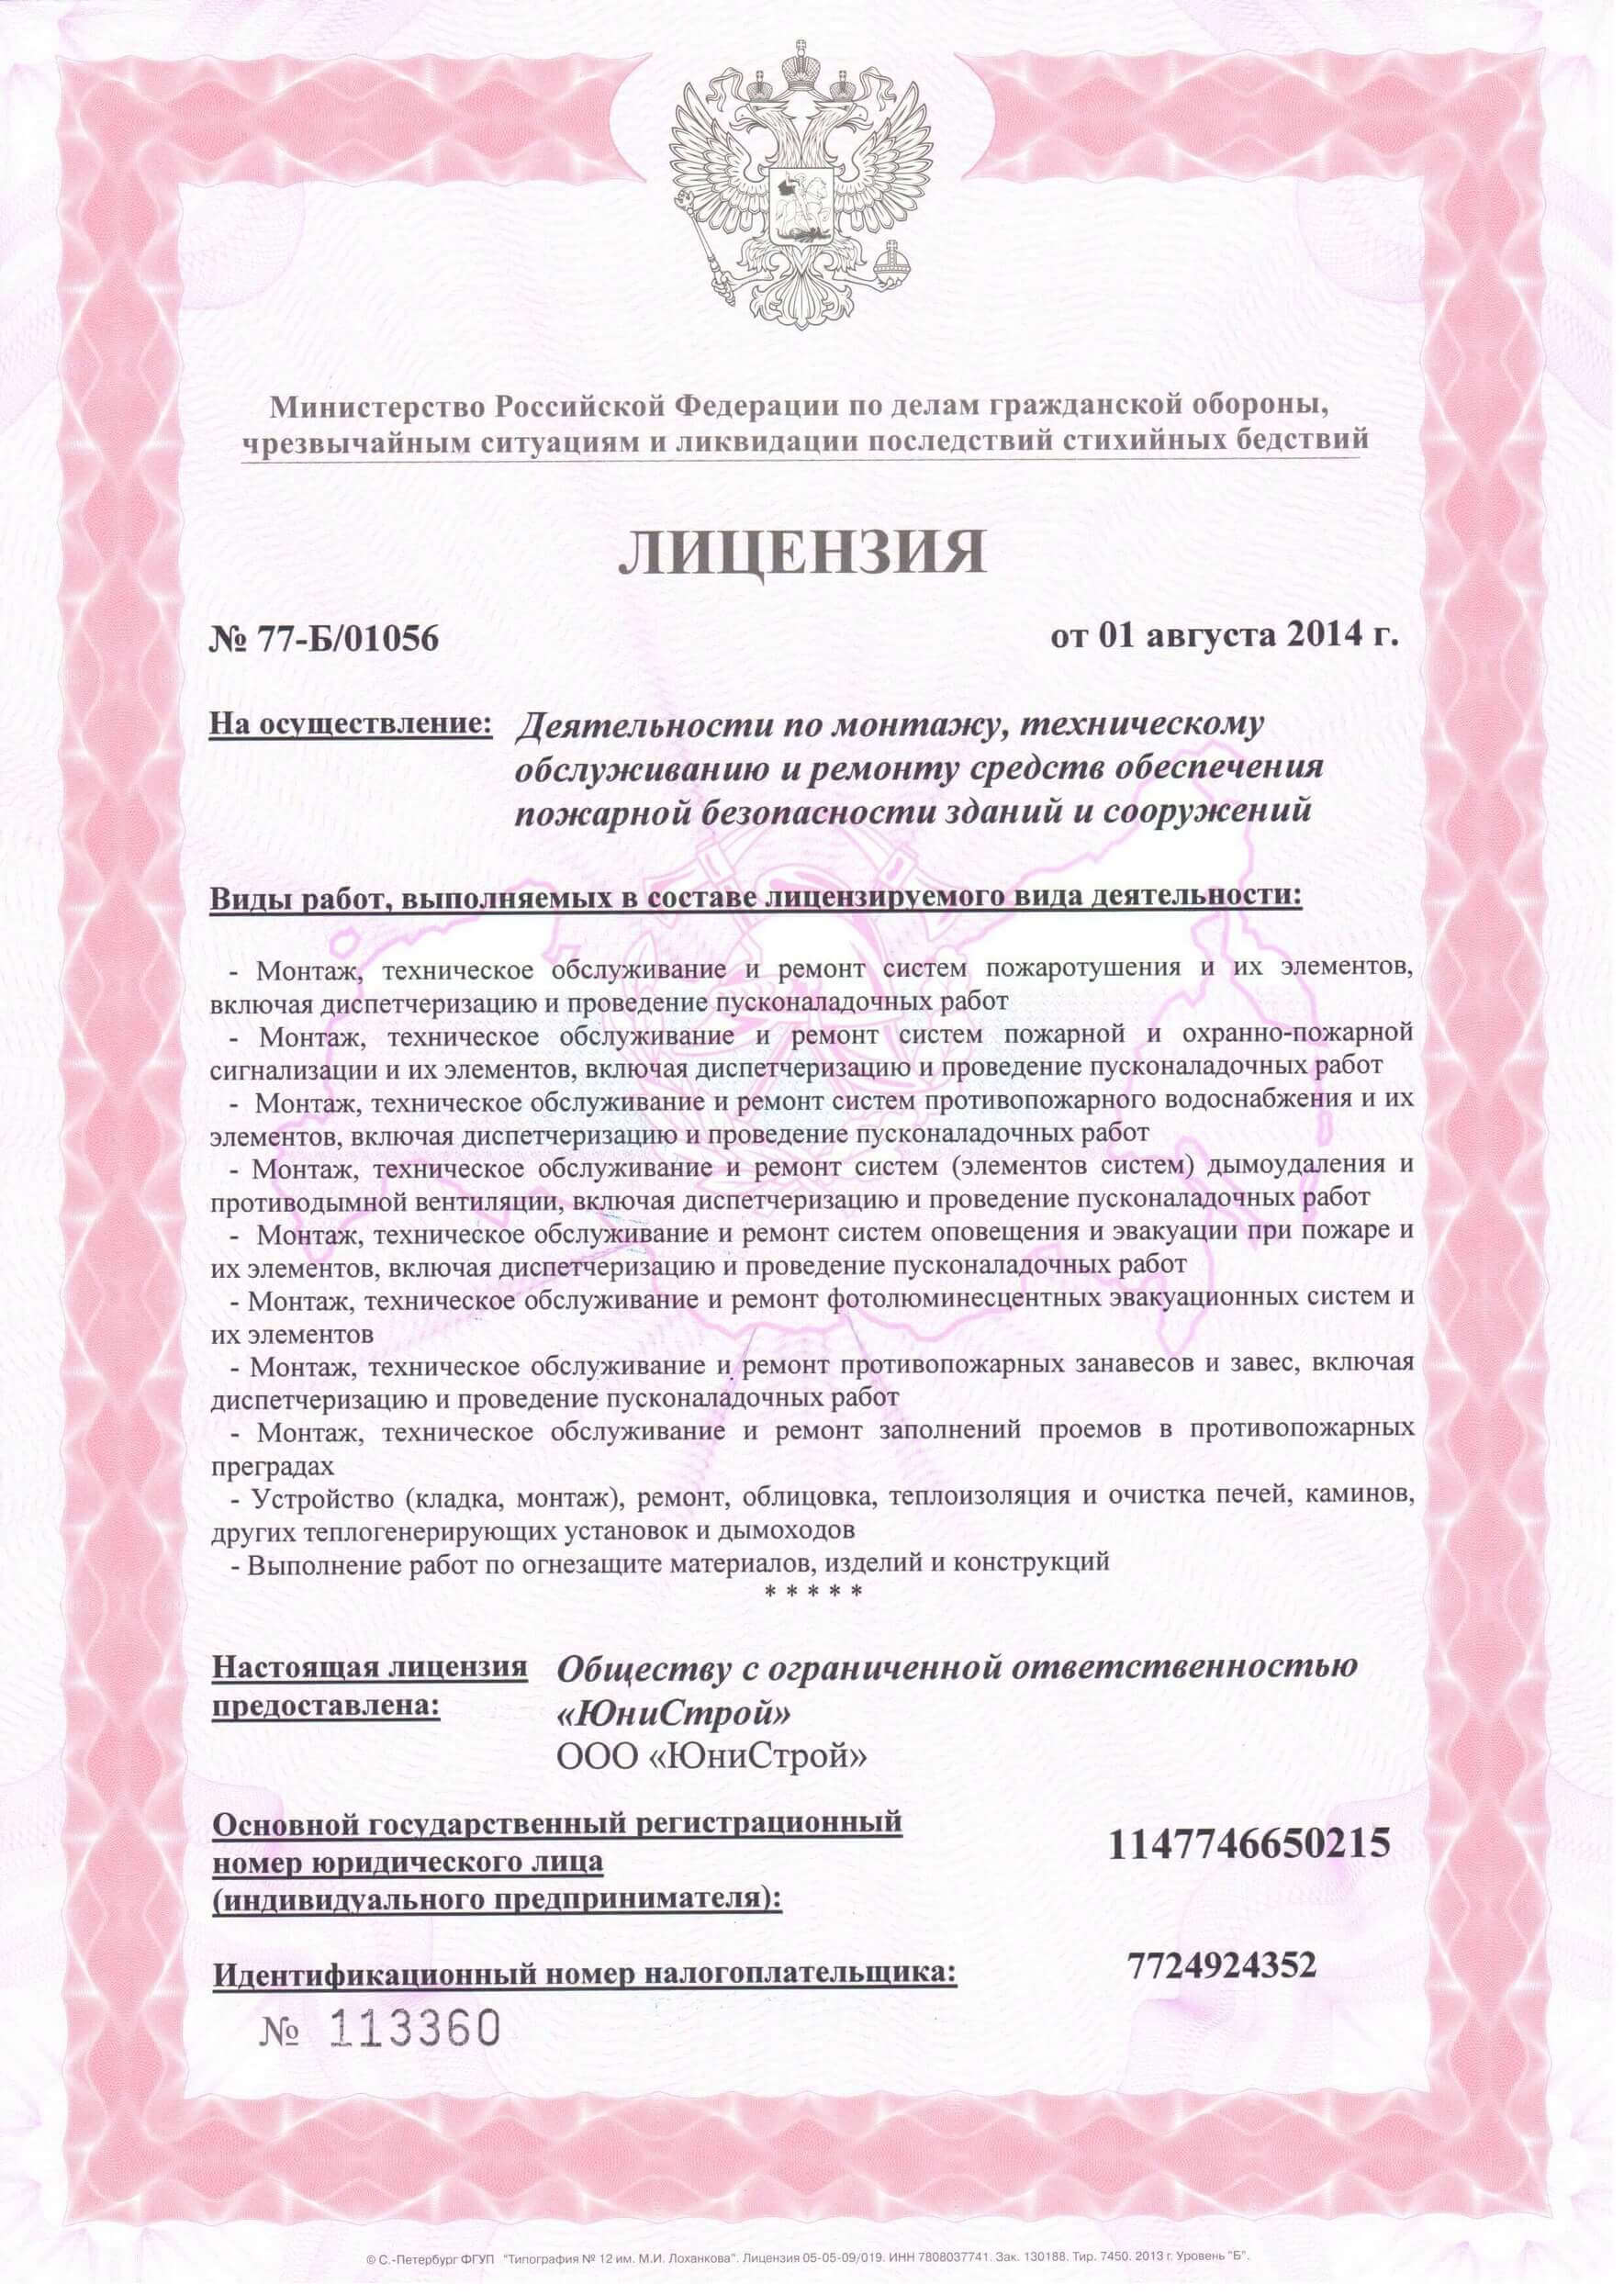 Министерство Российской Федерации по делам гражданской обороны,
чрезвычайным ситуациям и ликвидации последствий стихийных бедствий
ЛИЦЕНЗИЯ
№ 77-Б/01056
от 01 августа 2014 г.
На осуществление: Деятельности по монтажу, техническому
обслуживанию и ремонту средств обеспечения
пожарной безопасности зданий и сооружений
Виды работ, выполняемых в составе лицензируемого вида деятельности:
- Монтаж, техническое обслуживание и ремонт систем пожаротушения и их элементов,
включая диспетчеризацию и проведение пусконаладочных работ
- Монтаж, техническое обслуживание и ремонт систем пожарной и охранно-пожарной
сигнализации и их элементов, включая диспетчеризацию и проведение пусконаладочных работ
- Монтаж, техническое обслуживание и ремонт систем противопожарного водоснабжения и их
элементов, включая диспетчеризацию и проведение пусконаладочных работ
- Монтаж, техническое обслуживание и ремонт систем (элементов систем) дымоудаления и
противодымной вентиляции, включая диспетчеризацию и проведение пусконаладочных работ
- Монтаж, техническое обслуживание и ремонт систем оповещения и эвакуации при пожаре и
их элементов, включая диспетчеризацию и проведение пусконаладочных работ
- Монтаж, техническое обслуживание и ремонт фотолюминесцентных эвакуационных систем и
их элементов
- Монтаж, техническое обслуживание и ремонт противопожарных занавесов и завес, включая
диспетчеризацию и проведение пусконаладочных работ
- Монтаж, техническое обслуживание и ремонт заполнений проемов в противопожарных
преградах
- Устройство (кладка, монтаж), ремонт, облицовка, теплоизоляция и очистка печей, каминов,
других теплогенерирующих установок и дымоходов
- Выполнение работ по огнезащите материалов, изделий и конструкций
* * * * *
Настоящая лицензия Обществу с ограниченной ответственностью
предоставлена: «ЮниСтрой»
ООО «ЮниСтрой»
Основной государственный регистрационный
номер юридического лица
(индивидуального предпринимателя):
1147746650215
Идентификационный номер налогоплательщика: 7724924352
№ 113360
© С.-Петербург ФГУП "Типография № 12 им. М.И. Лоханкова". Лицензия 05-05-09/019. ИНН 7808037741. Зак. 130188. Тир. 7450. 2013 г. Уровень "Б".